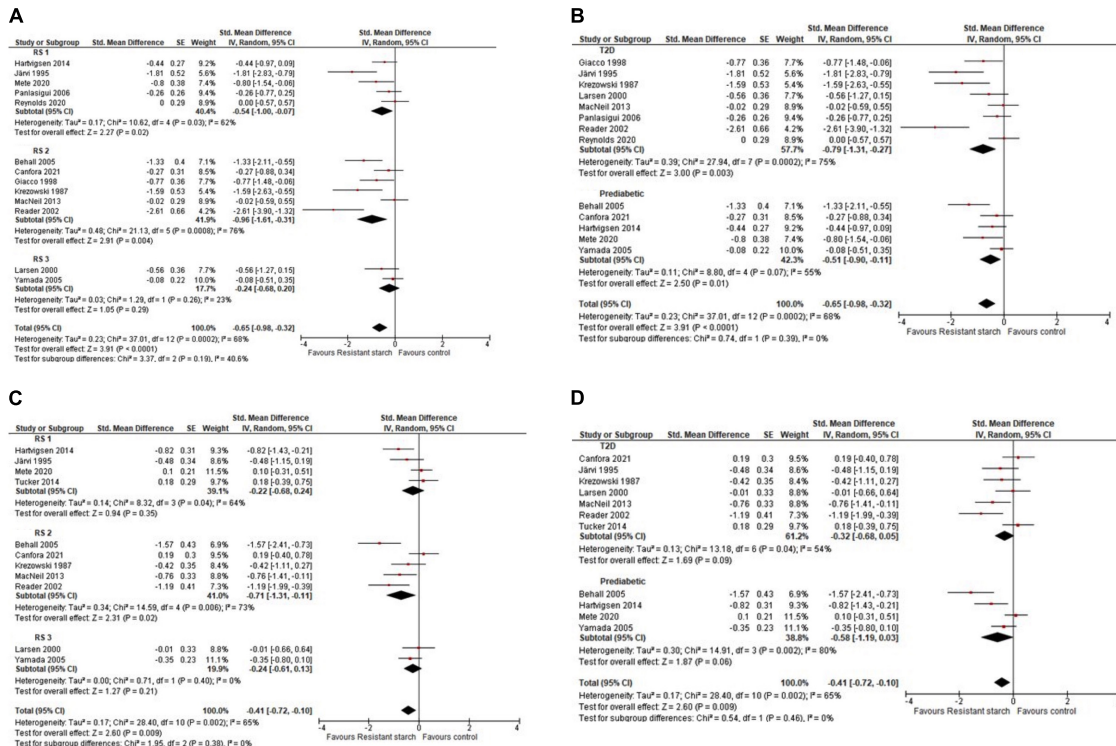 A
Std. Mean Difference Std. Mean Difference
Study or Subgroup Std. Mean Difference SE Weight IV, Random, 95% CI IV, Random, 95% CI
RS 1
Hartvigsen 2014 -0.44 0.27 9.2% -0.44 [-0.97, 0.09]
Järvi 1995 -1.81 0.52 5.4% -1.81 [-2.83, -0.79]
Mete 2020 -0.8 0.38 7.4% -0.80 [-1.54, -0.06]
Panlasigui 2006 -0.26 0.26 9.4% -0.26 [-0.77, 0.25]
Reynolds 2020 0 0.29 8.9% 0.00 [-0.57, 0.57]
Subtotal (95% CI) 40.4% -0.54 [-1.00, -0.07]
Heterogeneity: Tau² = 0.17; Chi² = 10.62, df = 4 (P = 0.03); I² = 62%
Test for overall effect: Z = 2.27 (P = 0.02)
RS 2
Behall 2005 -1.33 0.4 7.1% -1.33 [-2.11, -0.55]
Canfora 2021 -0.27 0.31 8.5% -0.27 [-0.88, 0.34]
Giacco 1998 -0.77 0.36 7.7% -0.77 [-1.48, -0.06]
Krezowski 1987 -1.59 0.53 5.4% -1.59 [-2.63, -0.55]
MacNeil 2013 -0.02 0.29 8.9% -0.02 [-0.59, 0.55]
Reader 2002 -2.61 0.66 4.2% -2.61 [-3.90, -1.32]
Subtotal (95% CI) 41.9% -0.96 [-1.61, -0.31]
Heterogeneity: Tau² = 0.48; Chi² = 21.13, df = 5 (P = 0.0008); I² = 76%
Test for overall effect: Z = 2.91 (P = 0.004)
RS 3
Larsen 2000 -0.56 0.36 7.7% -0.56 [-1.27, 0.15]
Yamada 2005 -0.08 0.22 10.0% -0.08 [-0.51, 0.35]
Subtotal (95% CI) 17.7% -0.24 [-0.68, 0.20]
Heterogeneity: Tau² = 0.03; Chi² = 1.29, df = 1 (P = 0.26); I² = 23%
Test for overall effect: Z = 1.05 (P = 0.29)
Total (95% CI) 100.0% -0.65 [-0.98, -0.32]
Heterogeneity: Tau² = 0.23; Chi² = 37.01, df = 12 (P = 0.0002); I² = 68%
Test for overall effect: Z = 3.91 (P < 0.0001)
Test for subgroup differences: Chi² = 3.37, df = 2 (P = 0.19), I² = 40.6%
-4 -2 0 2 4
Favours Resistant starch Favours control
B
Std. Mean Difference Std. Mean Difference
Study or Subgroup Std. Mean Difference SE Weight IV, Random, 95% CI IV, Random, 95% CI
T2D
Giacco 1998 -0.77 0.36 7.7% -0.77 [-1.48, -0.06]
Järvi 1995 -1.81 0.52 5.4% -1.81 [-2.83, -0.79]
Krezowski 1987 -1.59 0.53 5.4% -1.59 [-2.63, -0.55]
Larsen 2000 -0.56 0.36 7.7% -0.56 [-1.27, 0.15]
MacNeil 2013 -0.02 0.29 8.9% -0.02 [-0.59, 0.55]
Panlasigui 2006 -0.26 0.26 9.4% -0.26 [-0.77, 0.25]
Reader 2002 -2.61 0.66 4.2% -2.61 [-3.90, -1.32]
Reynolds 2020 0 0.29 8.9% 0.00 [-0.57, 0.57]
Subtotal (95% CI) 57.7% -0.79 [-1.31, -0.27]
Heterogeneity: Tau² = 0.39; Chi² = 27.94, df = 7 (P = 0.0002); I² = 75%
Test for overall effect: Z = 3.00 (P = 0.003)
Prediabetic
Behall 2005 -1.33 0.4 7.1% -1.33 [-2.11, -0.55]
Canfora 2021 -0.27 0.31 8.5% -0.27 [-0.88, 0.34]
Hartvigsen 2014 -0.44 0.27 9.2% -0.44 [-0.97, 0.09]
Mete 2020 -0.8 0.38 7.4% -0.80 [-1.54, -0.06]
Yamada 2005 -0.08 0.22 10.0% -0.08 [-0.51, 0.35]
Subtotal (95% CI) 42.3% -0.51 [-0.90, -0.11]
Heterogeneity: Tau² = 0.11; Chi² = 8.80, df = 4 (P = 0.07); I² = 55%
Test for overall effect: Z = 2.50 (P = 0.01)
Total (95% CI) 100.0% -0.65 [-0.98, -0.32]
Heterogeneity: Tau² = 0.23; Chi² = 37.01, df = 12 (P = 0.0002); I² = 68%
Test for overall effect: Z = 3.91 (P < 0.0001)
Test for subgroup differences: Chi² = 0.74, df = 1 (P = 0.39), I² = 0%
-4 -2 0 2 4
Favours Resistant starch Favours control
C
Std. Mean Difference Std. Mean Difference
Study or Subgroup Std. Mean Difference SE Weight IV, Random, 95% CI IV, Random, 95% CI
RS 1
Hartvigsen 2014 -0.82 0.31 9.3% -0.82 [-1.43, -0.21]
Järvi 1995 -0.48 0.34 8.6% -0.48 [-1.15, 0.19]
Mete 2020 0.1 0.21 11.5% 0.10 [-0.31, 0.51]
Tucker 2014 0.18 0.29 9.7% 0.18 [-0.39, 0.75]
Subtotal (95% CI) 39.1% -0.22 [-0.68, 0.24]
Heterogeneity: Tau² = 0.14; Chi² = 8.32, df = 3 (P = 0.04); I² = 64%
Test for overall effect: Z = 0.94 (P = 0.35)
RS 2
Behall 2005 -1.57 0.43 6.9% -1.57 [-2.41, -0.73]
Canfora 2021 0.19 0.3 9.5% 0.19 [-0.40, 0.78]
Krezowski 1987 -0.42 0.35 8.4% -0.42 [-1.11, 0.27]
MacNeil 2013 -0.76 0.33 8.8% -0.76 [-1.41, -0.11]
Reader 2002 -1.19 0.41 7.2% -1.19 [-1.99, -0.39]
Subtotal (95% CI) 41.0% -0.71 [-1.31, -0.11]
Heterogeneity: Tau² = 0.34; Chi² = 14.59, df = 4 (P = 0.006); I² = 73%
Test for overall effect: Z = 2.31 (P = 0.02)
RS 3
Larsen 2000 -0.01 0.33 8.8% -0.01 [-0.66, 0.64]
Yamada 2005 -0.35 0.23 11.1% -0.35 [-0.80, 0.10]
Subtotal (95% CI) 19.9% -0.24 [-0.61, 0.13]
Heterogeneity: Tau² = 0.00; Chi² = 0.71, df = 1 (P = 0.40); I² = 0%
Test for overall effect: Z = 1.27 (P = 0.21)
Total (95% CI) 100.0% -0.41 [-0.72, -0.10]
Heterogeneity: Tau² = 0.17; Chi² = 28.40, df = 10 (P = 0.002); I² = 65%
Test for overall effect: Z = 2.60 (P = 0.009)
Test for subgroup differences: Chi² = 1.95, df = 2 (P = 0.38), I² = 0%
-4 -2 0 2 4
Favours Resistant starch Favours control
D
Std. Mean Difference Std. Mean Difference
Study or Subgroup Std. Mean Difference SE Weight IV, Random, 95% CI IV, Random, 95% CI
T2D
Canfora 2021 0.19 0.3 9.5% 0.19 [-0.40, 0.78]
Järvi 1995 -0.48 0.34 8.6% -0.48 [-1.15, 0.19]
Krezowski 1987 -0.42 0.35 8.4% -0.42 [-1.11, 0.27]
Larsen 2000 -0.01 0.33 8.8% -0.01 [-0.66, 0.64]
MacNeil 2013 -0.76 0.33 8.8% -0.76 [-1.41, -0.11]
Reader 2002 -1.19 0.41 7.2% -1.19 [-1.99, -0.39]
Tucker 2014 0.18 0.29 9.7% 0.18 [-0.39, 0.75]
Subtotal (95% CI) 61.2% -0.32 [-0.68, 0.05]
Heterogeneity: Tau² = 0.13; Chi² = 13.18, df = 6 (P = 0.04); I² = 54%
Test for overall effect: Z = 1.69 (P = 0.09)
Prediabetic
Behall 2005 -1.57 0.43 6.9% -1.57 [-2.41, -0.73]
Hartvigsen 2014 -0.82 0.31 9.3% -0.82 [-1.43, -0.21]
Mete 2020 0.1 0.21 11.5% 0.10 [-0.31, 0.51]
Yamada 2005 -0.35 0.23 11.1% -0.35 [-0.80, 0.10]
Subtotal (95% CI) 38.8% -0.58 [-1.19, 0.03]
Heterogeneity: Tau² = 0.30; Chi² = 14.91, df = 3 (P = 0.002); I² = 80%
Test for overall effect: Z = 1.87 (P = 0.06)
Total (95% CI) 100.0% -0.41 [-0.72, -0.10]
Heterogeneity: Tau² = 0.17; Chi² = 28.40, df = 10 (P = 0.002); I² = 65%
Test for overall effect: Z = 2.60 (P = 0.009)
Test for subgroup differences: Chi² = 0.54, df = 1 (P = 0.46), I² = 0%
-4 -2 0 2 4
Favours Resistant starch Favours control